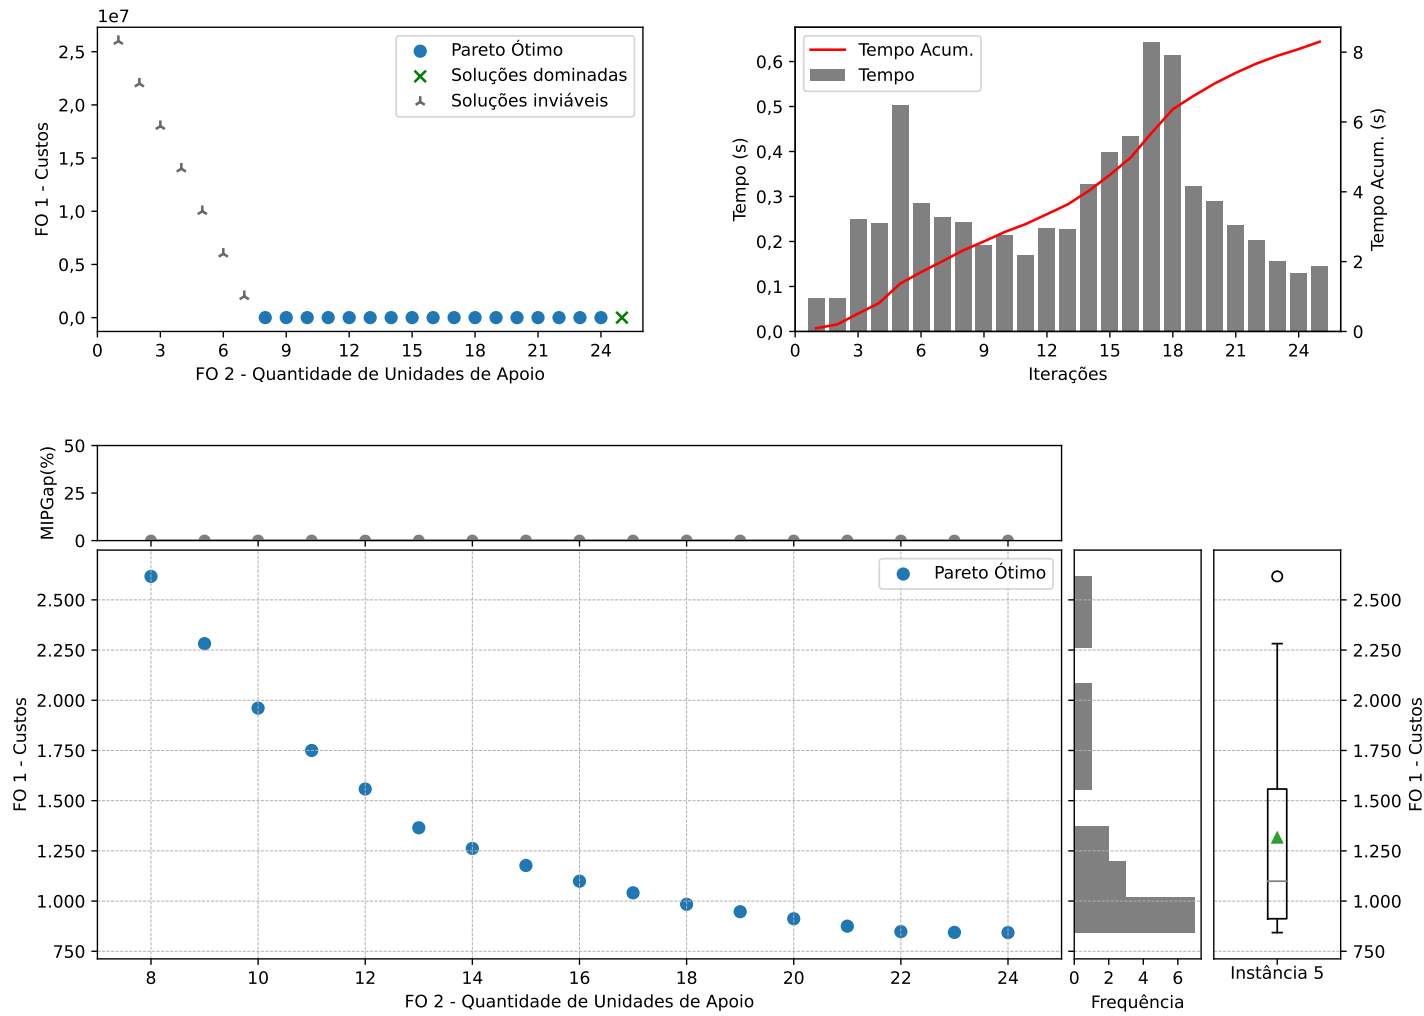 1e7
2,5
2,0
1,5
1,0
0,5
0,0
FO 1 - Custos
Pareto Ótimo
Soluções dominadas
Soluções inviáveis
0 3 6 9 12 15 18 21 24
FO 2 - Quantidade de Unidades de Apoio
0,6
0,5
0,4
0,3
0,2
0,1
0,0
Tempo (s)
Tempo Acum.
Tempo
8
6
4
2
0
Tempo Acum. (s)
0 3 6 9 12 15 18 21 24
Iterações
50
25
0
MIPGap(%)
2.500
2.250
2.000
1.750
1.500
1.250
1.000
750
FO 1 - Custos
Pareto Ótimo
8 10 12 14 16 18 20 22 24
FO 2 - Quantidade de Unidades de Apoio
0 2 4 6
Frequência
Instância 5
2.500
2.250
2.000
1.750
1.500
1.250
1.000
750
FO 1 - Custos